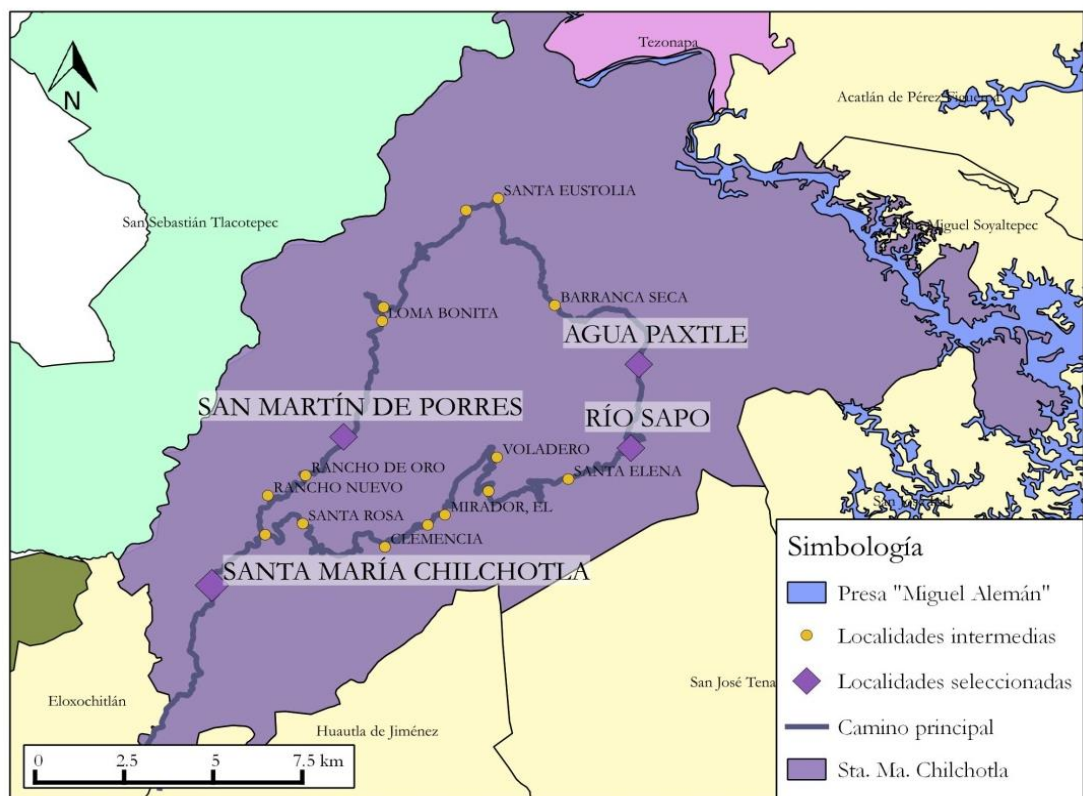 Tezonapa
Acatlán de Pérez Figueroa
N
SANTA EUSTOLIA
San Sebastián Tlacotepec
Miguel Soyaltepec
BARRANCA SECA
LOMA BONITA
AGUA PAXTLE
SAN MARTÍN DE PORRES
RÍO SAPO
VOLADERO
RANCHO DE ORO
SANTA ELENA
RANCHO NUEVO
MIRADOR, EL
SANTA ROSA
CLEMENCIA
SANTA MARÍA CHILCHOTLA
Simbología
Presa "Miguel Alemán"
Localidades intermedias
Localidades seleccionadas
Camino principal
Sta. Ma. Chilchotla
San José Tena
Eloxochitlán
Huautla de Jiménez
0 2.5 5 7.5 km